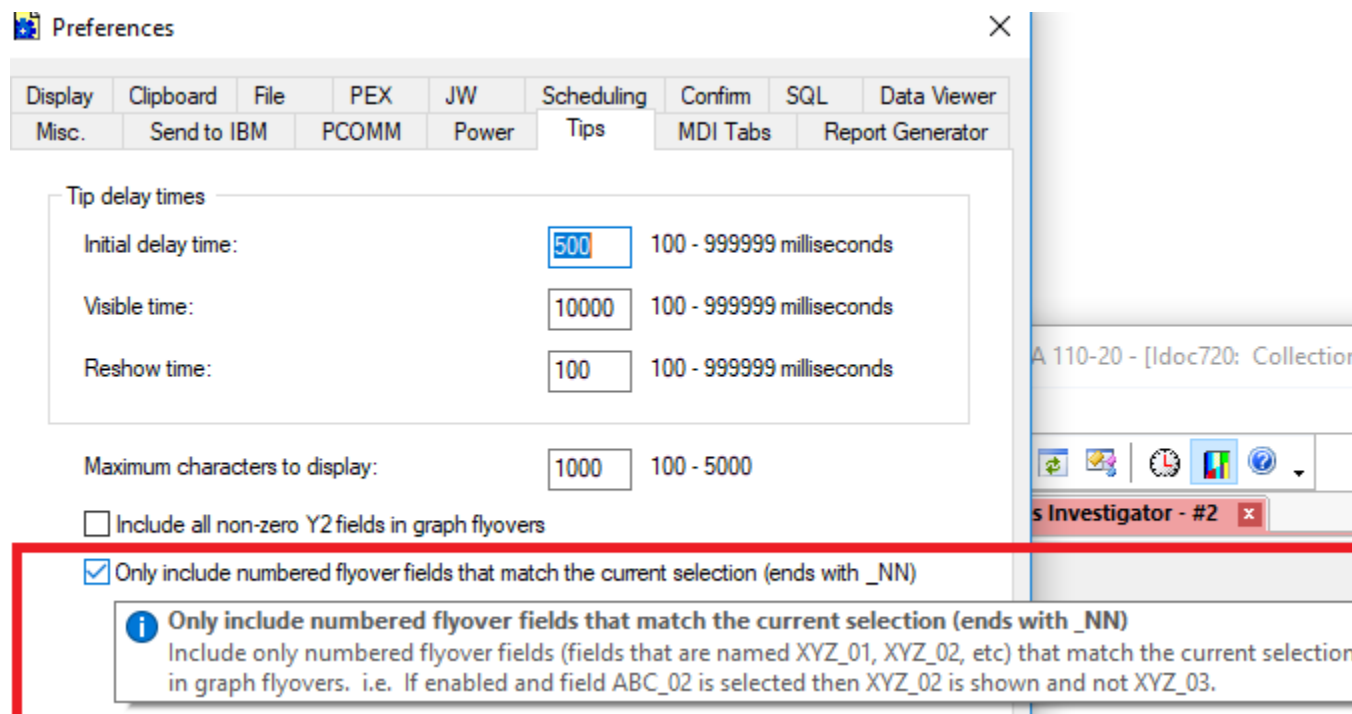 Preferences
Display Clipboard File PEX JW Scheduling Confirm SQL Data Viewer
Misc. Send to IBM PCOMM Power Tips MDI Tabs Report Generator
Tip delay times
Initial delay time: 500 100 - 999999 milliseconds
Visible time: 10000 100 - 999999 milliseconds
Reshow time: 100 100 - 999999 milliseconds
A 110-20 - [Idoc720: Collection
Maximum characters to display: 1000 100 - 5000
Include all non-zero Y2 fields in graph flyovers
s Investigator - #2
Only include numbered flyover fields that match the current selection (ends with _NN)
Only include numbered flyover fields that match the current selection (ends with _NN)
Include only numbered flyover fields (fields that are named XYZ_01, XYZ_02, etc) that match the current selection
in graph flyovers. i.e. If enabled and field ABC_02 is selected then XYZ_02 is shown and not XYZ_03.